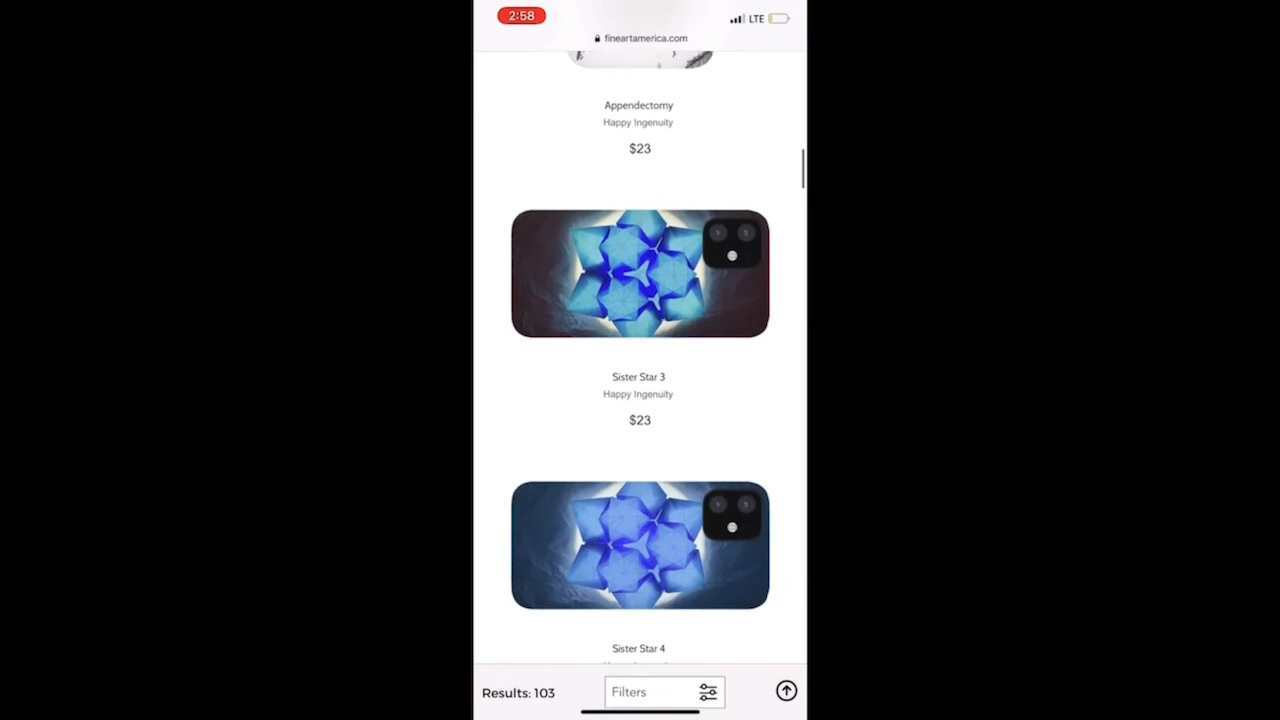 2:58
LTE
fineartamerica.com
Appendectomy
Happy Ingenuity
$23
Sister Star 3
Happy Ingenuity
$23
Sister Star 4
Results: 103
Filters